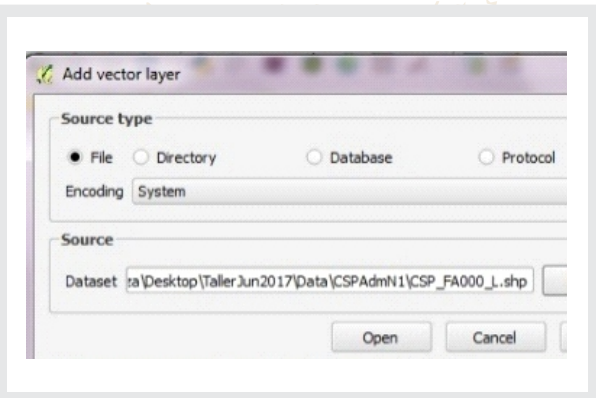 Add vector layer
Source type
File Directory Database Protocol
Encoding System
Source
Dataset za\Desktop\TallerJun2017\Data\CSPAdmN1\CSP_FA000_L.shp
Open Cancel